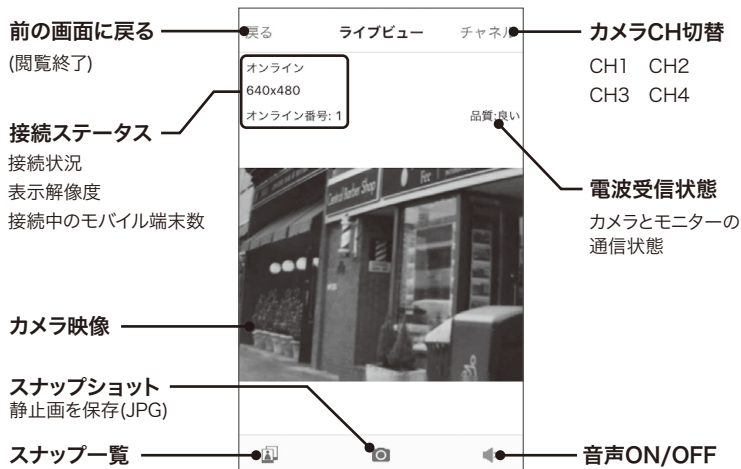 前の画面に戻る
(閲覧終了)
接続ステータス
接続状況
表示解像度
接続中のモバイル端末数
カメラ映像
スナップショット
静止画を保存(JPG)
スナップ一覧
戻る ライブビュー チャネル
オンライン
640x480
オンライン番号: 1
品質:良い
Central Barber Shop
カメラCH切替
CH1 CH2
CH3 CH4
電波受信状態
カメラとモニターの
通信状態
音声ON/OFF